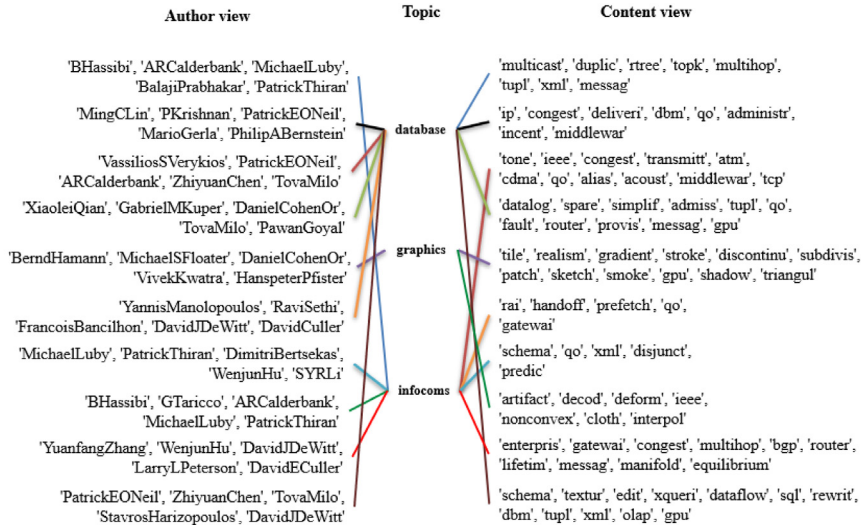 Author view
Topic
Content view
'BHassibi', 'ARCalderbank', 'MichaelLuby',
'BalajiPrabhakar', 'PatrickThiran'
'MingCLin', 'PKrishnan', 'PatrickEONeil',
'MarioGerla', 'PhilipABernstein'
'VassiliosSVerykios', 'PatrickEONeil',
'ARCalderbank', 'ZhiyuanChen', 'TovaMilo'
'XiaoleiQian', 'GabrielMKuper', 'DanielCohenOr',
'TovaMilo', 'PawanGoyal'
'BerndHamann', 'MichaelSFloater', 'DanielCohenOr',
'VivekKwatra', 'HanspeterPfister'
'YannisManolopoulos', 'RaviSethi',
'FrancoisBancilhon', 'DavidJDeWitt', 'DavidCuller'
'MichaelLuby', 'PatrickThiran', 'DimitriBertsekas,
'WenjunHu', 'SYRLi'
'BHassibi', 'GTaricco', 'ARCalderbank',
'MichaelLuby', 'PatrickThiran'
'YuanfangZhang', 'WenjunHu', 'DavidJDeWitt',
'LarryLPeterson', 'DavidECuller'
'PatrickEONeil', 'ZhiyuanChen', 'TovaMilo',
'StavrosHarizopoulos', 'DavidJDeWitt'
database
graphics
infocoms
'multicast', 'duplic', 'rtree', 'topk', 'multihop',
'tupl', 'xml', 'messag'
'ip', 'congest', 'deliveri', 'dbm', 'qo', 'administr',
'incent', 'middlewar'
'tone', 'ieee', 'congest', 'transmitt', 'atm',
'cdma', 'qo', 'alias', 'acoust', 'middlewar', 'tcp'
'datalog', 'spare', 'simplif', 'admiss', 'tupl', 'qo',
'fault', 'router', 'provis', 'messag', 'gpu'
'tile', 'realism', 'gradient', 'stroke', 'discontinu', 'subdivis',
'patch', 'sketch', 'smoke', 'gpu', 'shadow', 'triangul'
'rai', 'handoff', 'prefetch', 'qo',
'gatewai'
'schema', 'qo', 'xml', 'disjunct',
'predic'
'artifact', 'decod', 'deform', 'ieee',
'nonconvex', 'cloth', 'interpol'
'enterpris', 'gatewai', 'congest', 'multihop', 'bgp', 'router',
'lifetim', 'messag', 'manifold', 'equilibrium'
'schema', 'textur', 'edit', 'xqueri', 'dataflow', 'sql', 'rewrit',
'dbm', 'tupl', 'xml', 'olap', 'gpu'